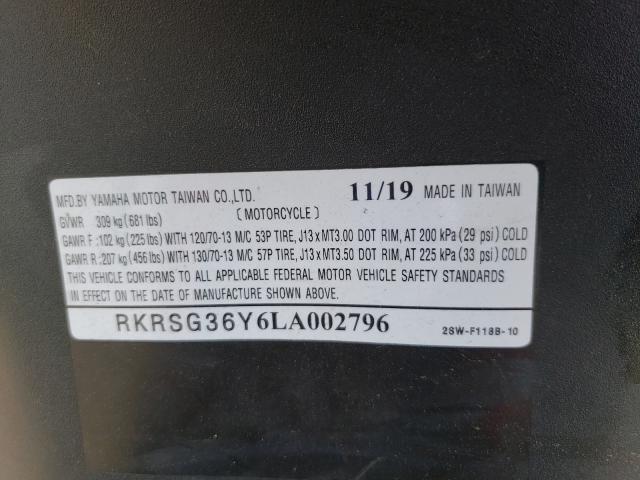 MFD.BY YAMAHA MOTOR TAIWAN CO.,LTD. 11/19 MADE IN TAIWAN
GVWR 309 kg (681 lbs) (MOTORCYCLE)
GAWR F : 102 kg (225 lbs) WITH 120/70-13 M/C 53P TIRE, J13 x MT3.00 DOT RIM, AT 200 kPa (29 psi) COLD
GAWR R : 207 kg (456 lbs) WITH 130/70-13 M/C 57P TIRE, J13 x MT3.50 DOT RIM, AT 225 kPa (33 psi) COLD
THIS VEHICLE CONFORMS TO ALL APPLICABLE FEDERAL MOTOR VEHICLE SAFETY STANDARDS
IN EFFECT ON THE DATE OF MANUFACTURE SHOWN ABOVE.
RKRSG36Y6LA002796 2SW-F118B-10